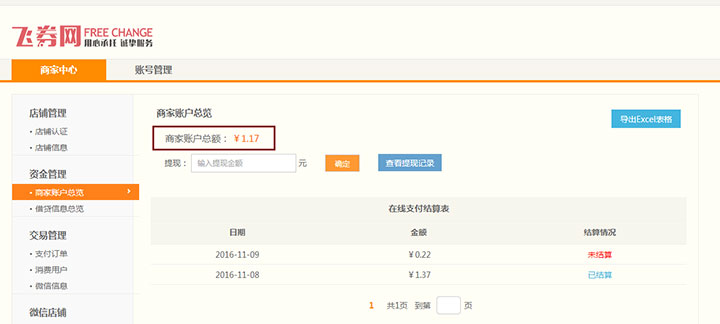 飞券网 FREE CHANGE
用心承托 诚挚服务
商家中心 账号管理
店铺管理
· 店铺认证
· 店铺信息
资金管理
· 商家账户总览
· 借贷信息总览
交易管理
· 支付订单
· 消费用户
· 微信信息
微信店铺
商家账户总览
导出Excel表格
商家账户总额： ¥ 1.17
提现： 输入提现金额 元 确定 查看提现记录
在线支付结算表
日期 金额 结算情况
2016-11-09 ¥ 0.22 未结算
2016-11-08 ¥ 1.37 已结算
1 共1页 到第 页